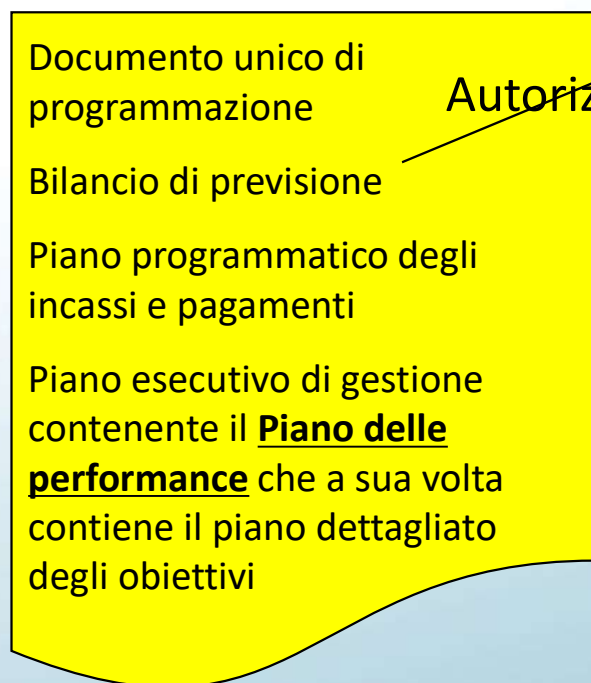 Documento unico di
programmazione
Autoriz
Bilancio di previsione
Piano programmatico degli
incassi e pagamenti
Piano esecutivo di gestione
contenente il Piano delle
performance che a sua volta
contiene il piano dettagliato
degli obiettivi